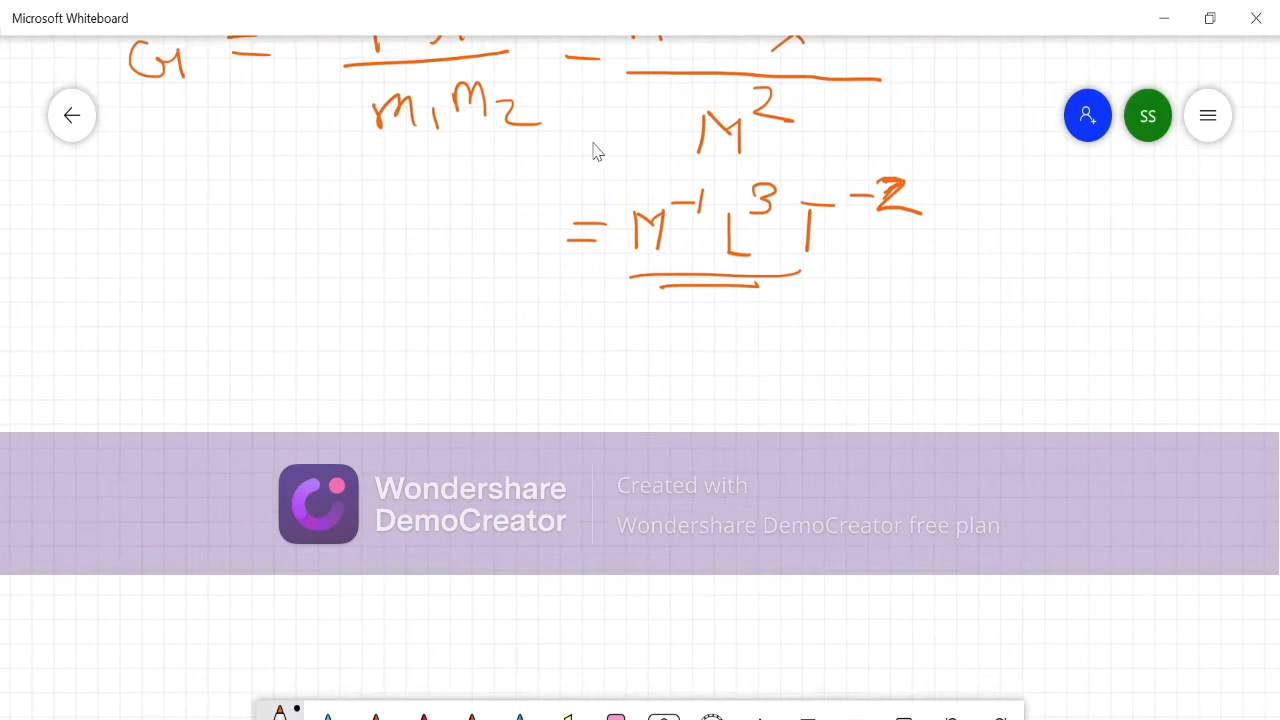 Microsoft Whiteboard
G =
m₁m₂
M²
SS
= M⁻¹ L³ T⁻²
Wondershare
DemoCreator
Created with
Wondershare DemoCreator free plan